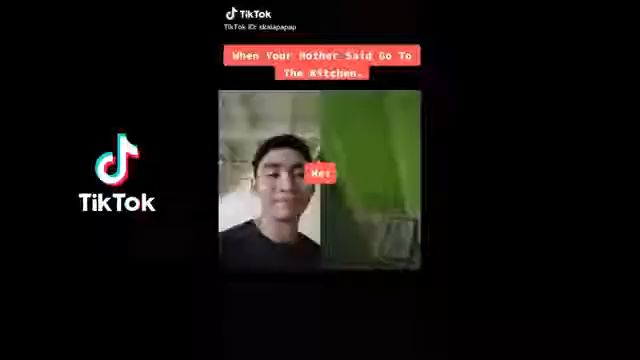 TikTok
TikTok ID: skalapapap
When Your Mother Said Go To
The Kitchen.
Me:
TikTok